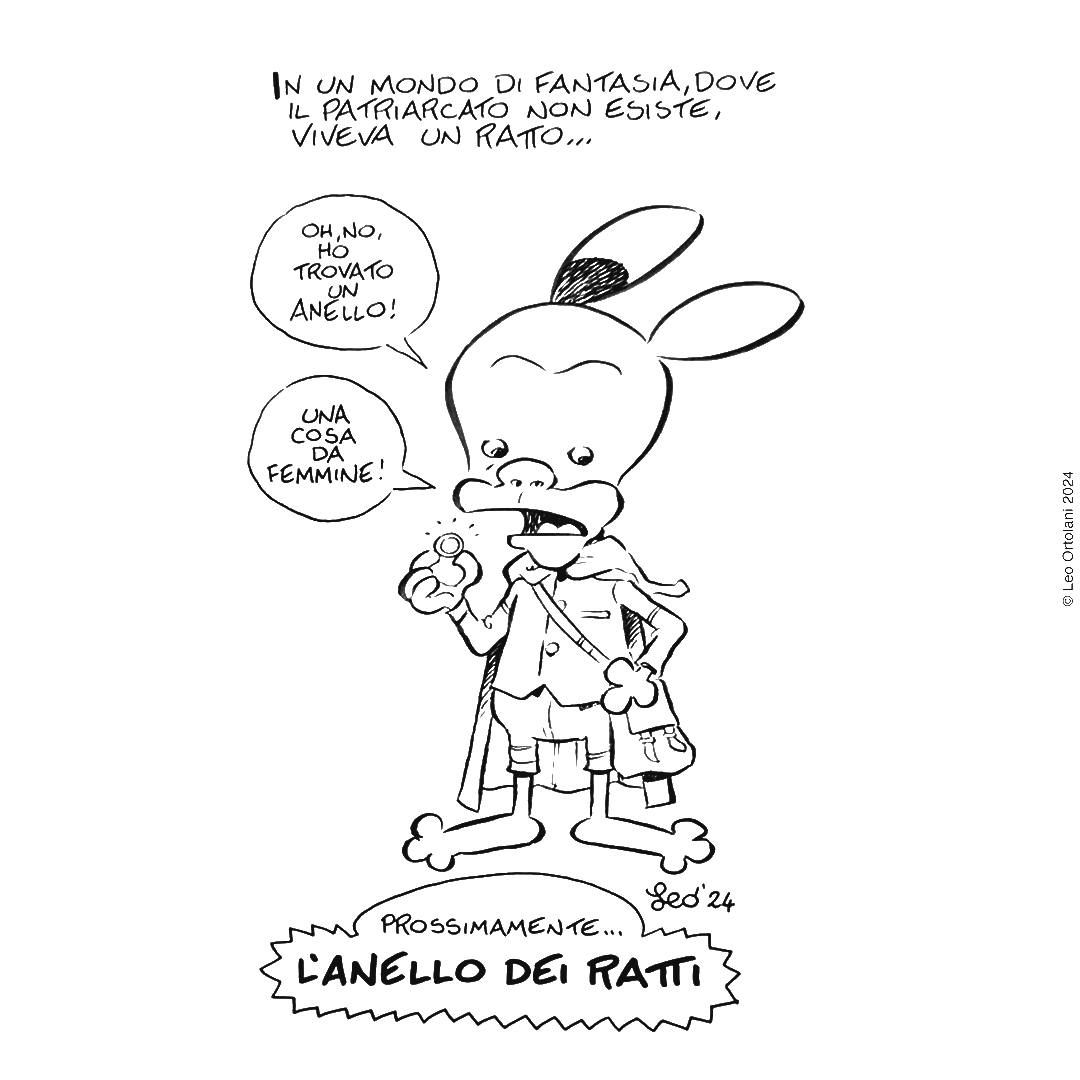 IN UN MONDO DI FANTASIA, DOVE
IL PATRIARCATO NON ESISTE,
VIVEVA UN RATTO...
OH, NO,
HO
TROVATO
UN
ANELLO!
UNA
COSA
DA
FEMMINE!
© Leo Ortolani 2024
Leo '24
PROSSIMAMENTE...
L'ANELLO DEI RATTI